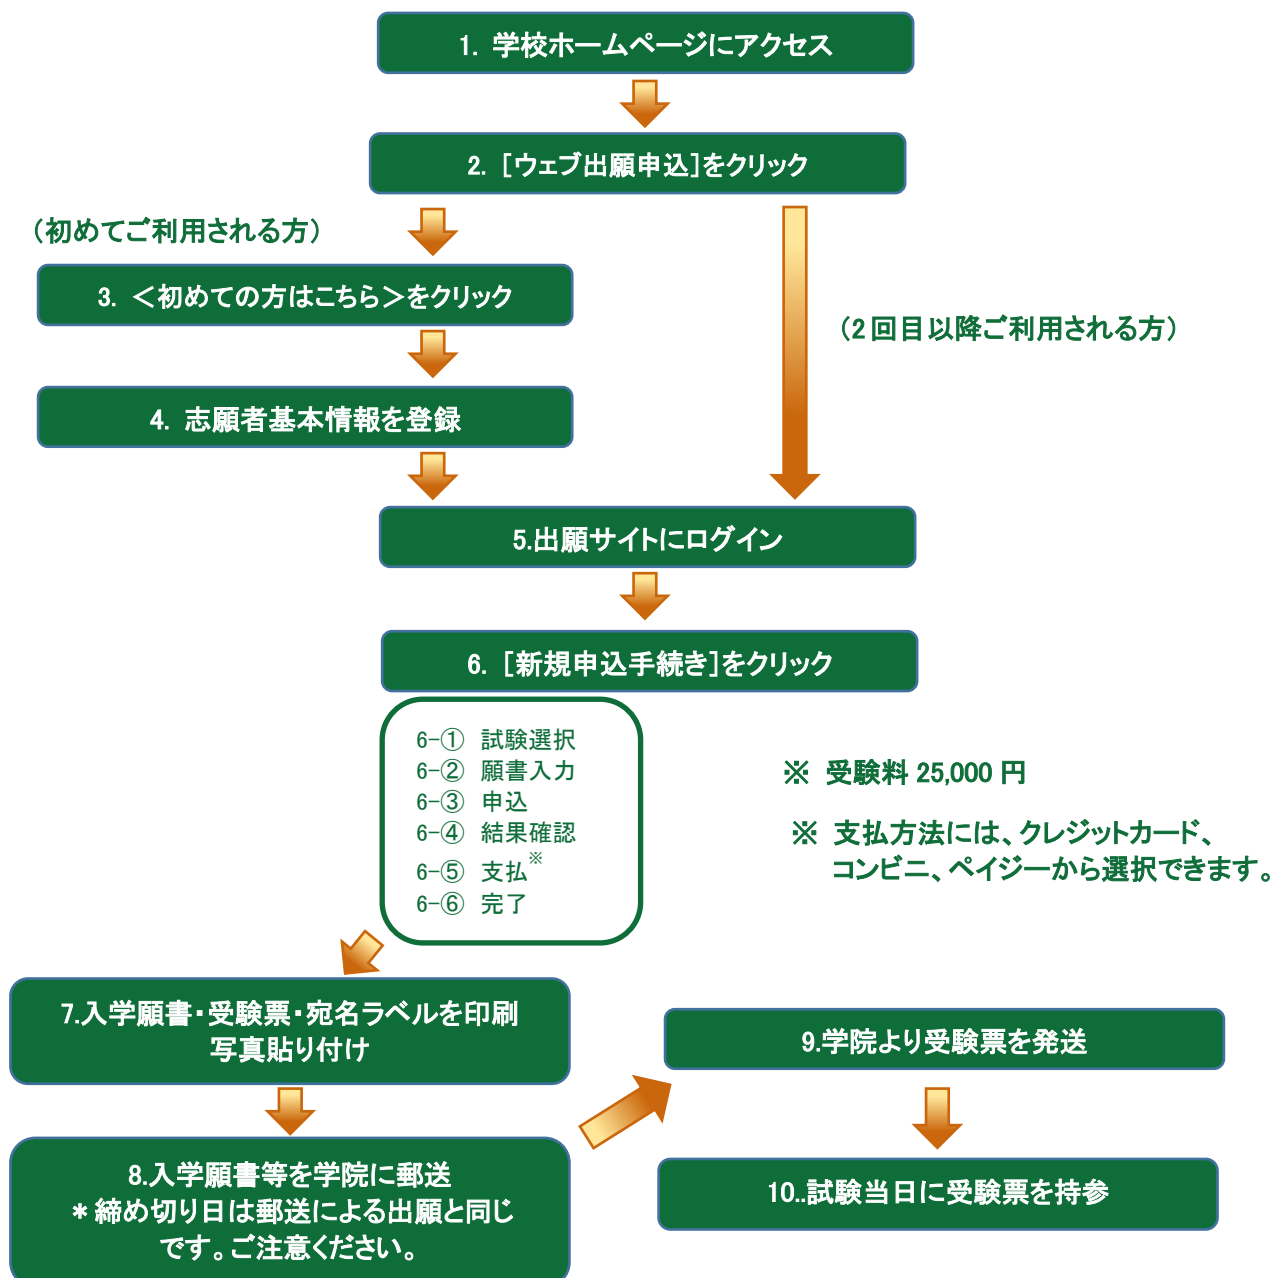 1. 学校ホームページにアクセス
2. [ウェブ出願申込]をクリック
（初めてご利用される方）
3. ＜初めての方はこちら＞をクリック
（2回目以降ご利用される方）
4. 志願者基本情報を登録
5.出願サイトにログイン
6. [新規申込手続き]をクリック
6-① 試験選択
6-② 願書入力
6-③ 申込
6-④ 結果確認
6-⑤ 支払※
6-⑥ 完了
※ 受験料 25,000 円
※ 支払方法には、クレジットカード、
コンビニ、ペイジーから選択できます。
7.入学願書・受験票・宛名ラベルを印刷
写真貼り付け
8.入学願書等を学院に郵送
＊締め切り日は郵送による出願と同じ
です。ご注意ください。
9.学院より受験票を発送
10..試験当日に受験票を持参